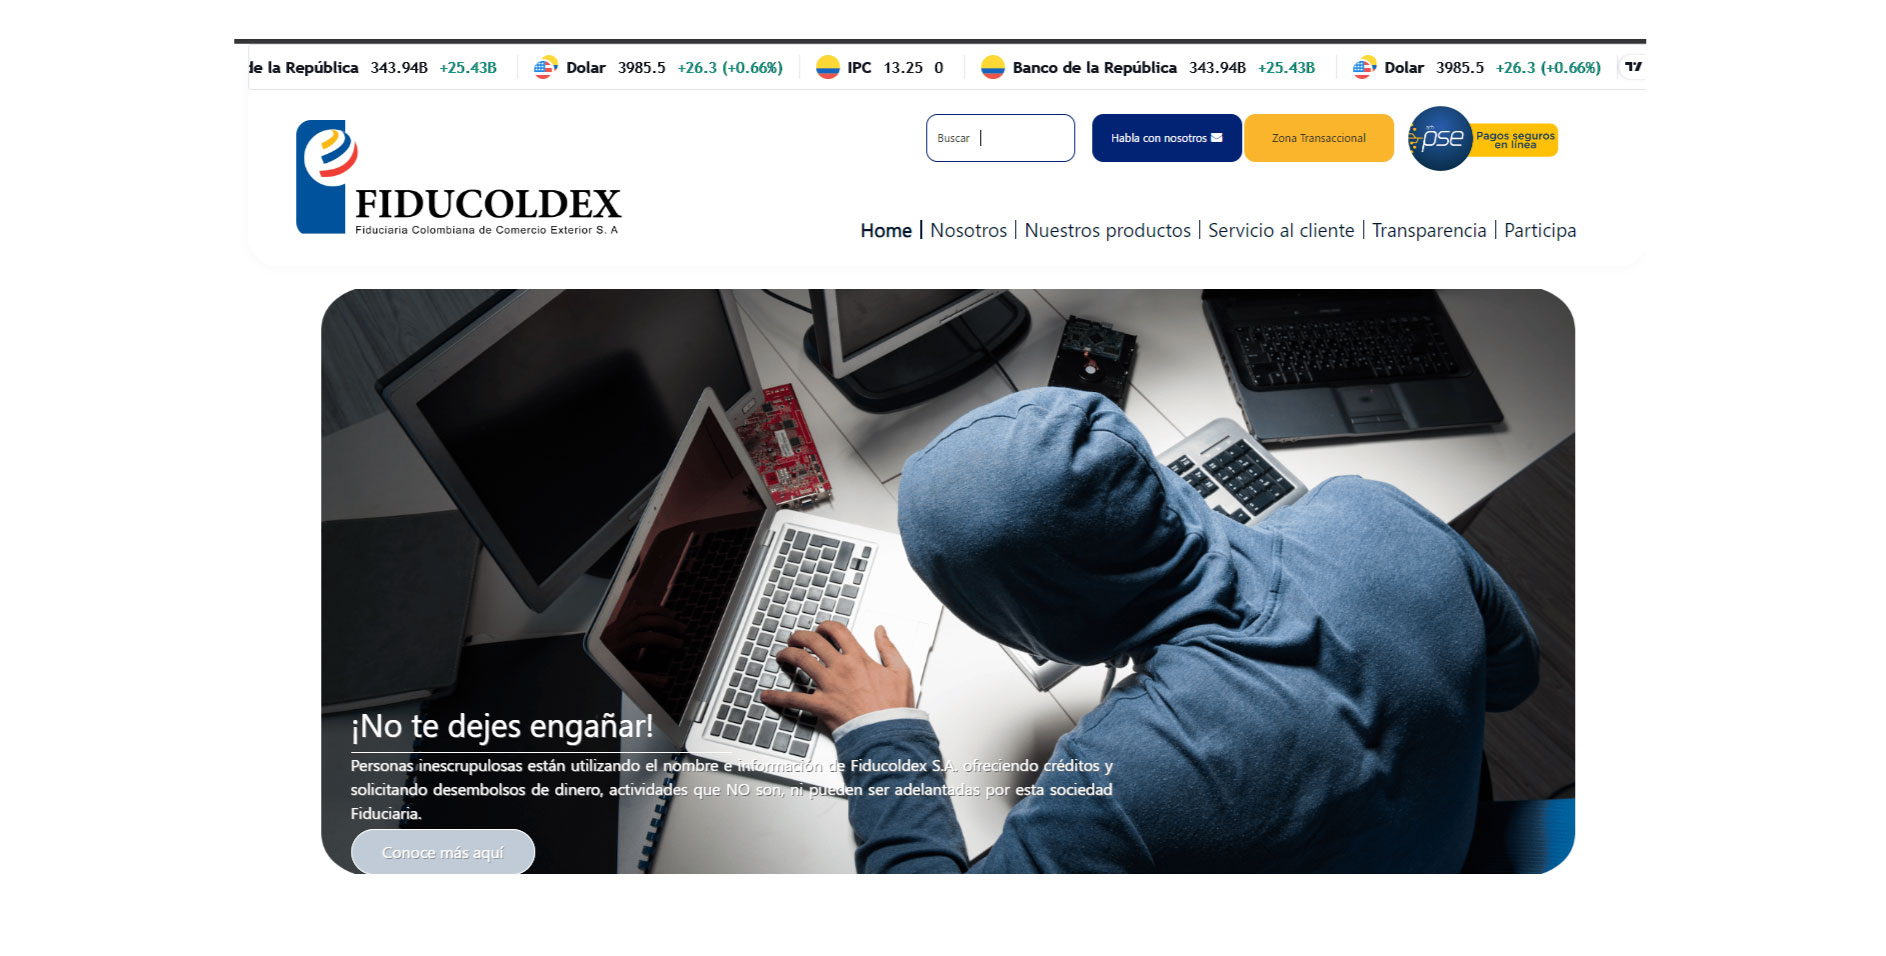 de la República 343.94B +25.43B Dolar 3985.5 +26.3 (+0.66%) IPC 13.25 0 Banco de la República 343.94B +25.43B Dolar 3985.5 +26.3 (+0.66%)
Buscar
Habla con nosotros
Zona Transaccional
pse
Pagos seguros
en línea
FIDUCOLDEX
Fiduciaria Colombiana de Comercio Exterior S. A
Home | Nosotros | Nuestros productos | Servicio al cliente | Transparencia | Participa
¡No te dejes engañar!
Personas inescrupulosas están utilizando el nombre e información de Fiducoldex S.A. ofreciendo créditos y
solicitando desembolsos de dinero, actividades que NO son, ni pueden ser adelantadas por esta sociedad
Fiduciaria.
Conoce más aquí